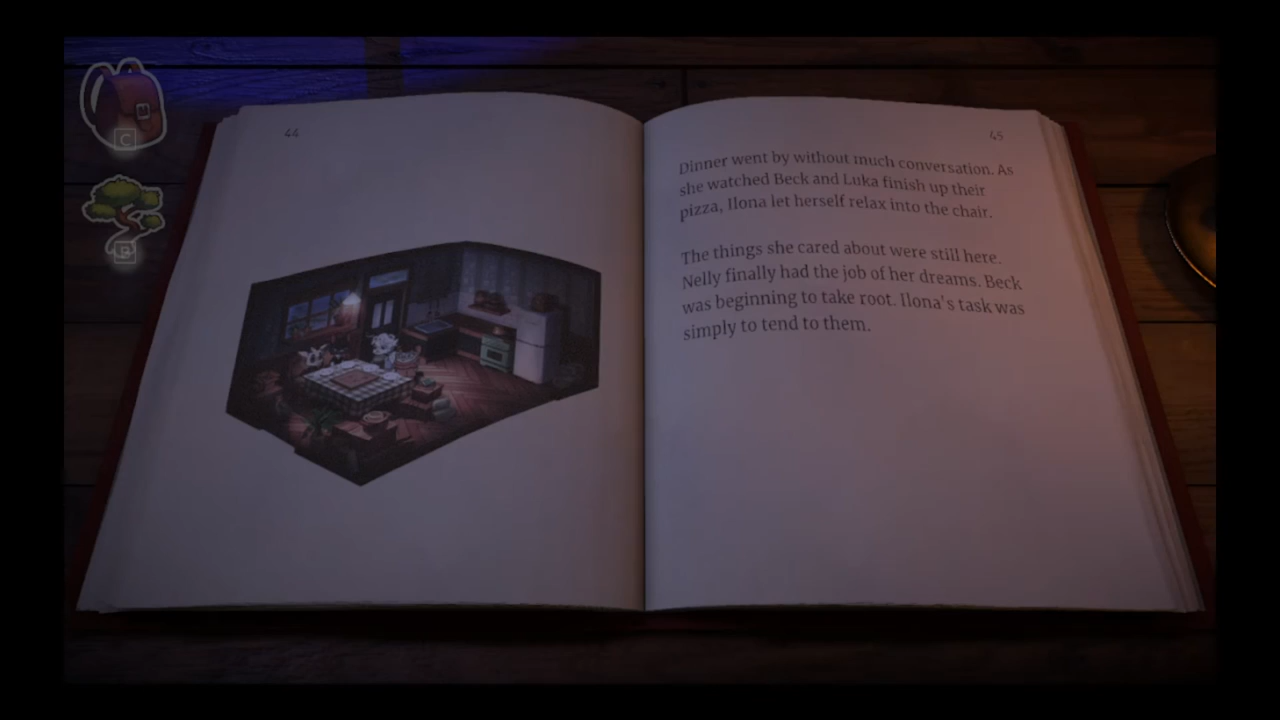 44
45
Dinner went by without much conversation. As
she watched Beck and Luka finish up their
pizza, Ilona let herself relax into the chair.
The things she cared about were still here.
Nelly finally had the job of her dreams. Beck
was beginning to take root. Ilona's task was
simply to tend to them.
C
B